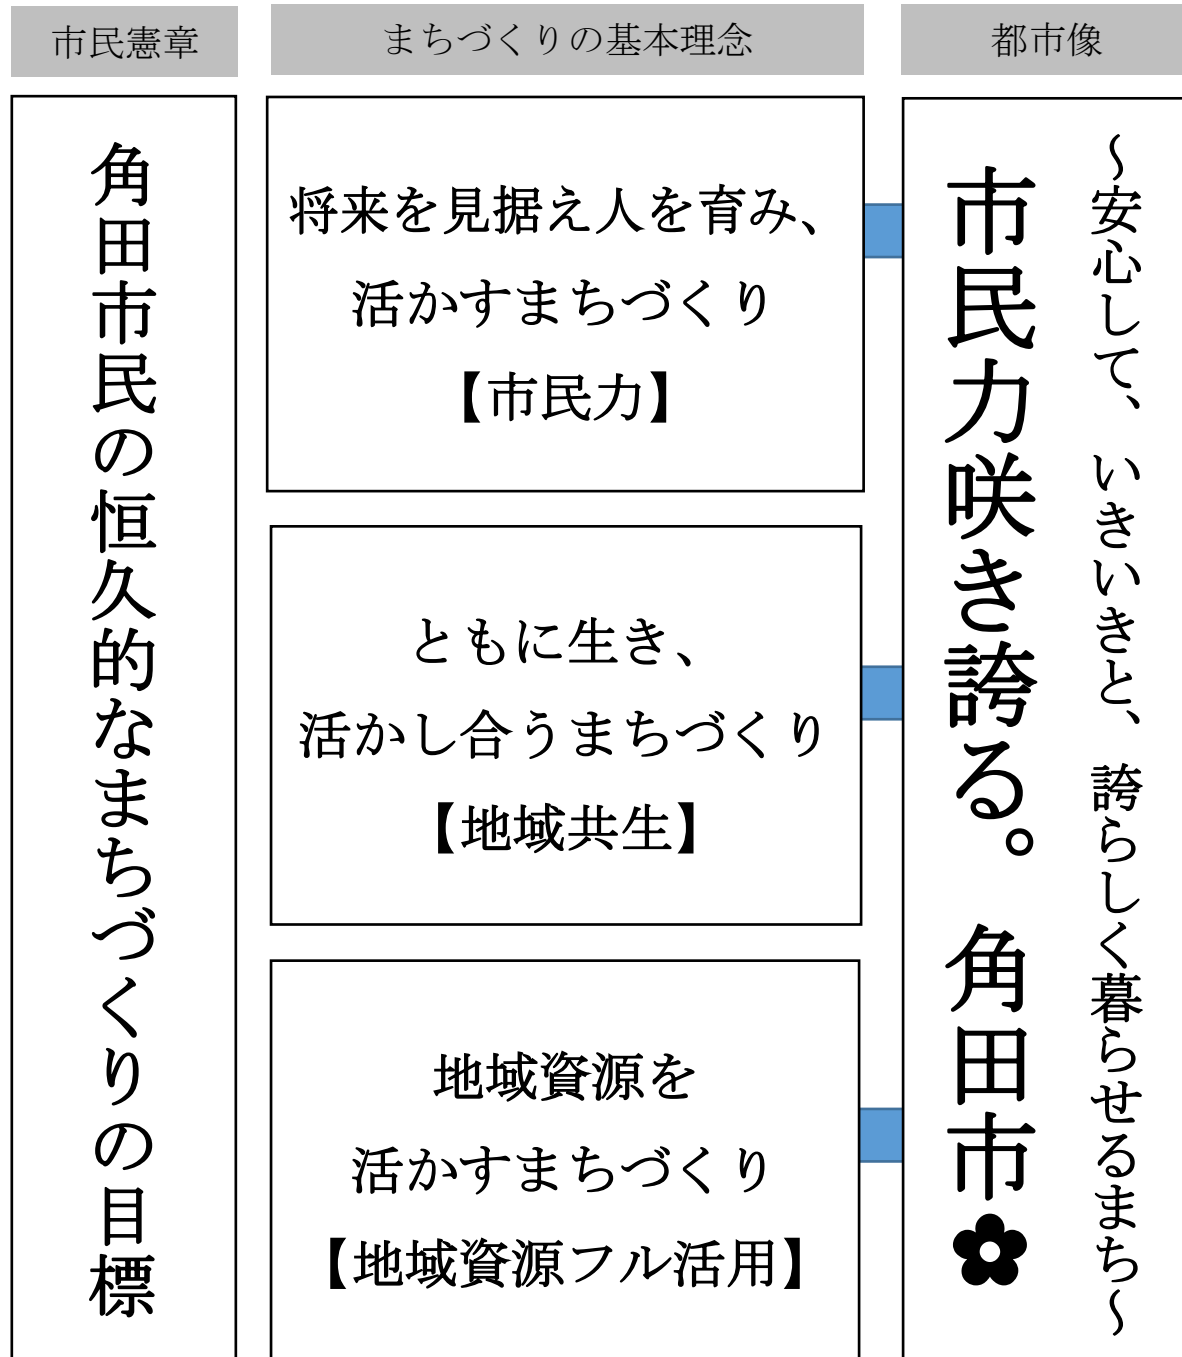 市民憲章
まちづくりの基本理念
都市像
角田市民の恒久的なまちづくりの目標
将来を見据え人を育み、
活かすまちづくり
【市民力】
ともに生き、
活かし合うまちづくり
【地域共生】
地域資源を
活かすまちづくり
【地域資源フル活用】
～安心して、いきいきと、誇らしく暮らせるまち～
市民力咲き誇る。角田市✿